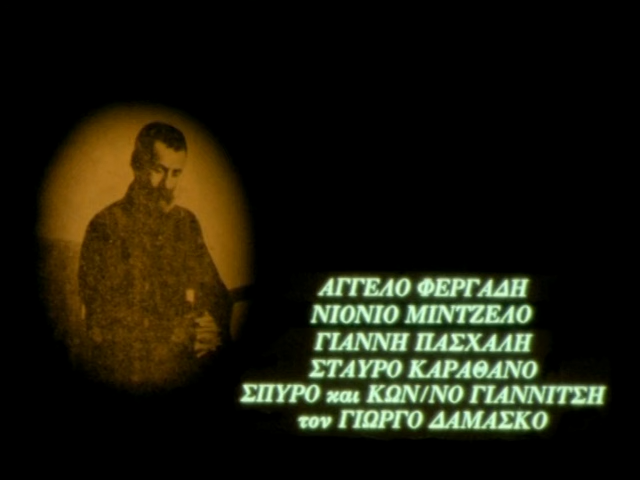 ΑΓΓΕΛΟ ΦΕΡΓΑΔΗ
ΝΙΟΝΙΟ ΜΙΝΤΖΕΛΟ
ΓΙΑΝΝΗ ΠΑΣΧΑΛΗ
ΣΤΑΥΡΟ ΚΑΡΑΘΑΝΟ
ΣΠΥΡΟ και ΚΩΝ/ΝΟ ΓΙΑΝΝΙΤΣΗ
τον ΓΙΩΡΓΟ ΔΑΜΑΣΚΟ